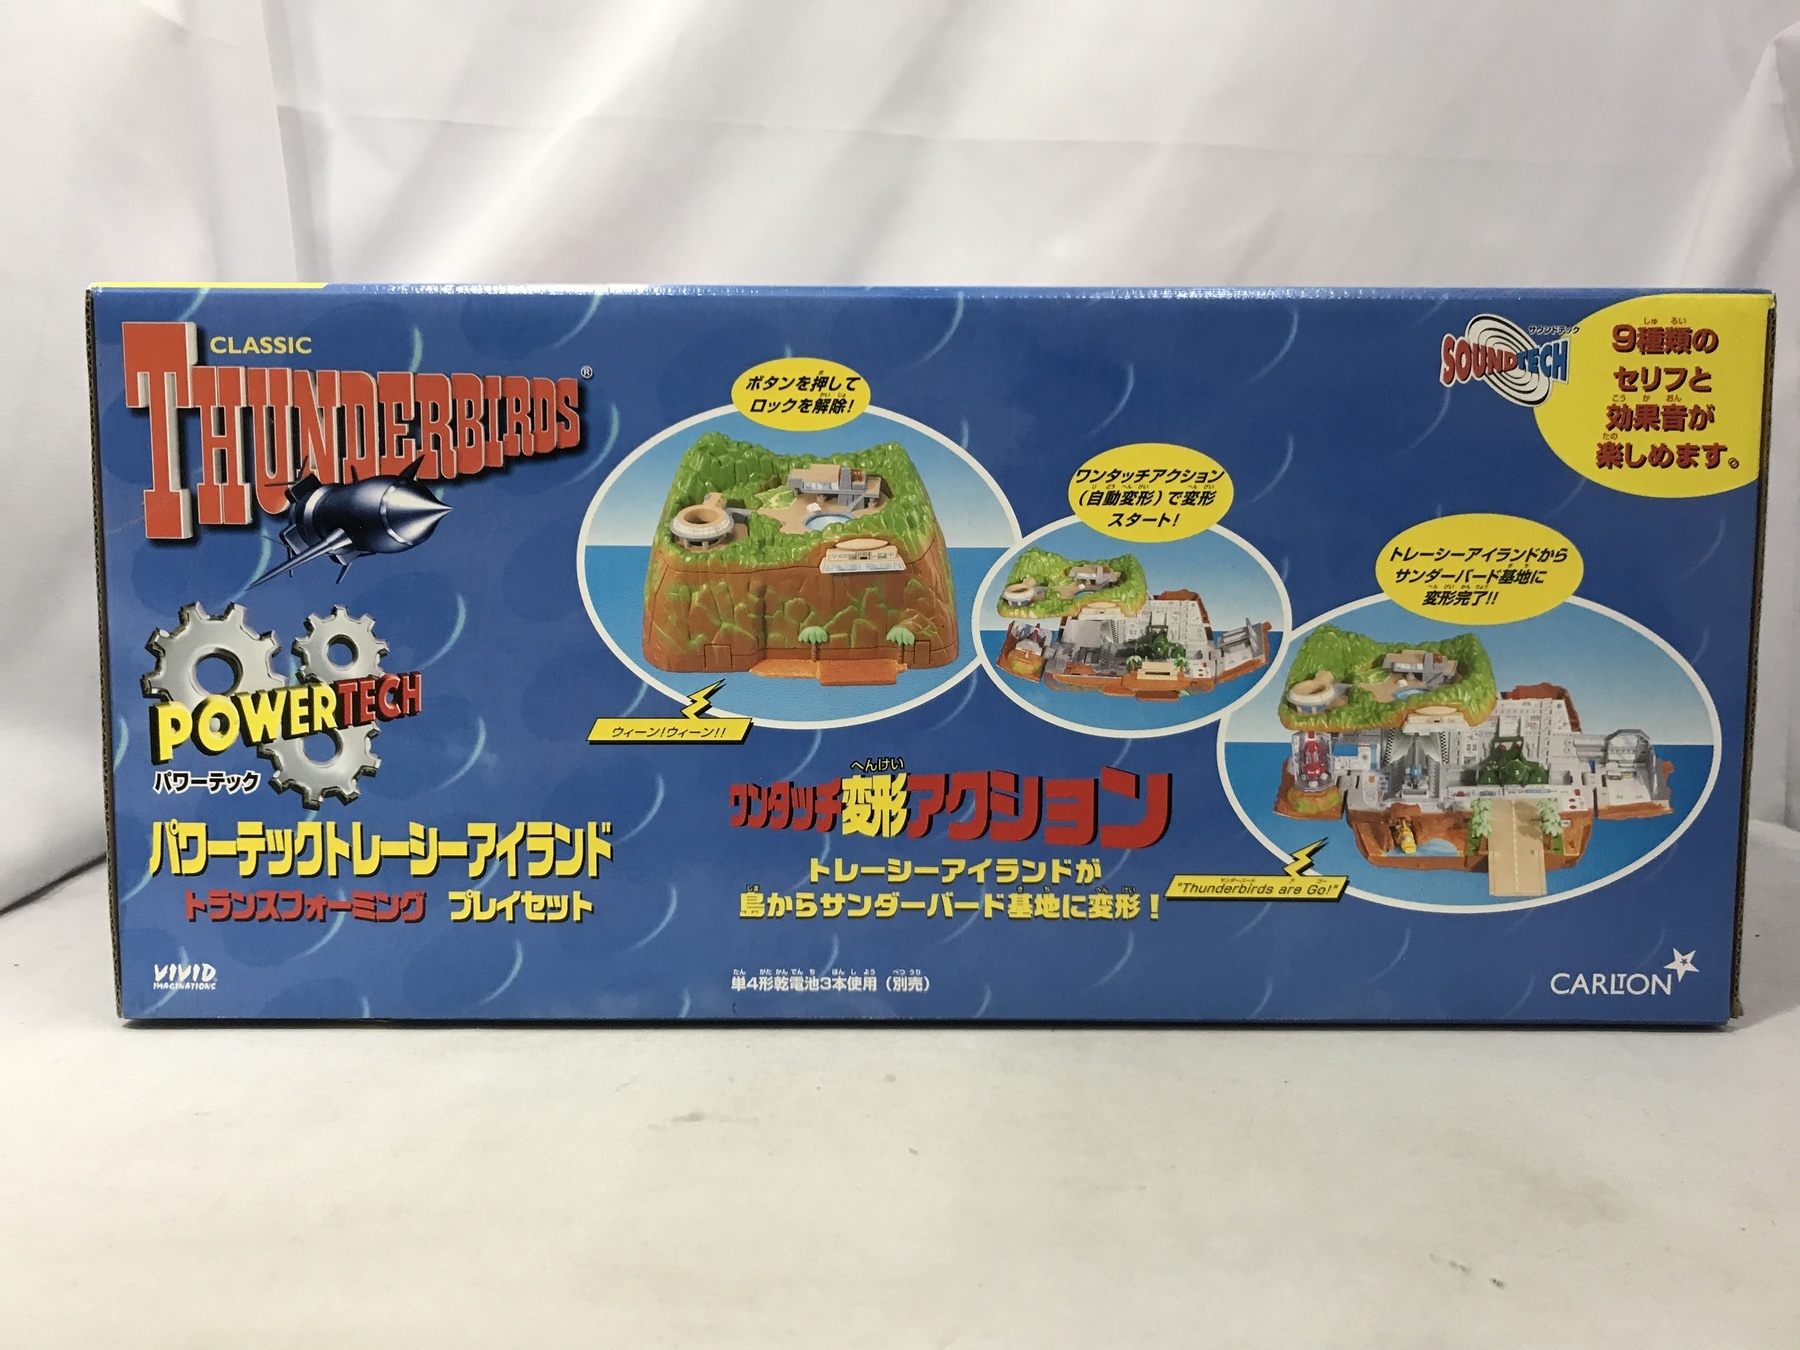 CLASSIC
THUNDERBIRDS®
POWERTECH
パワーテック
パワーテックトレーシーアイランド
トランスフォーミング プレイセット
VIVID
IMAGINATIONS
ボタンを押して
ロックを解除!
ウィーン!ウィーン!!
ワンタッチアクション
(自動変形)で変形
スタート!
トレーシーアイランドから
サンダーバード基地に
変形完了!!
"Thunderbirds are Go!"
へんけい
ワンタッチ変形アクション
トレーシーアイランドが
島からサンダーバード基地に変形!
単4形乾電池3本使用(別売)
サウンドテック
SOUNDTECH
9種類の
セリフと
効果音が
楽しめます。
CARLTON